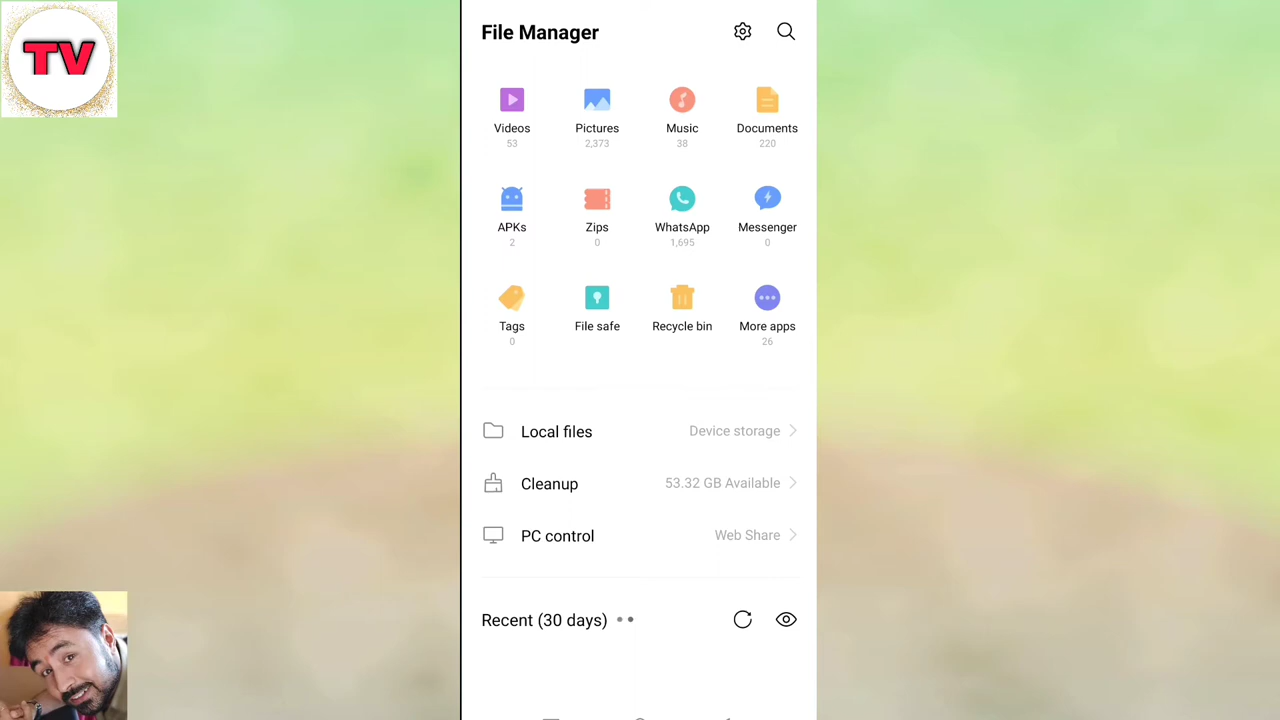 TV
File Manager
Videos
53
Pictures
2,373
Music
38
Documents
220
APKs
2
Zips
0
WhatsApp
1,695
Messenger
0
Tags
0
File safe
Recycle bin
More apps
26
Local files
Device storage
Cleanup
53.32 GB Available
PC control
Web Share
Recent (30 days)